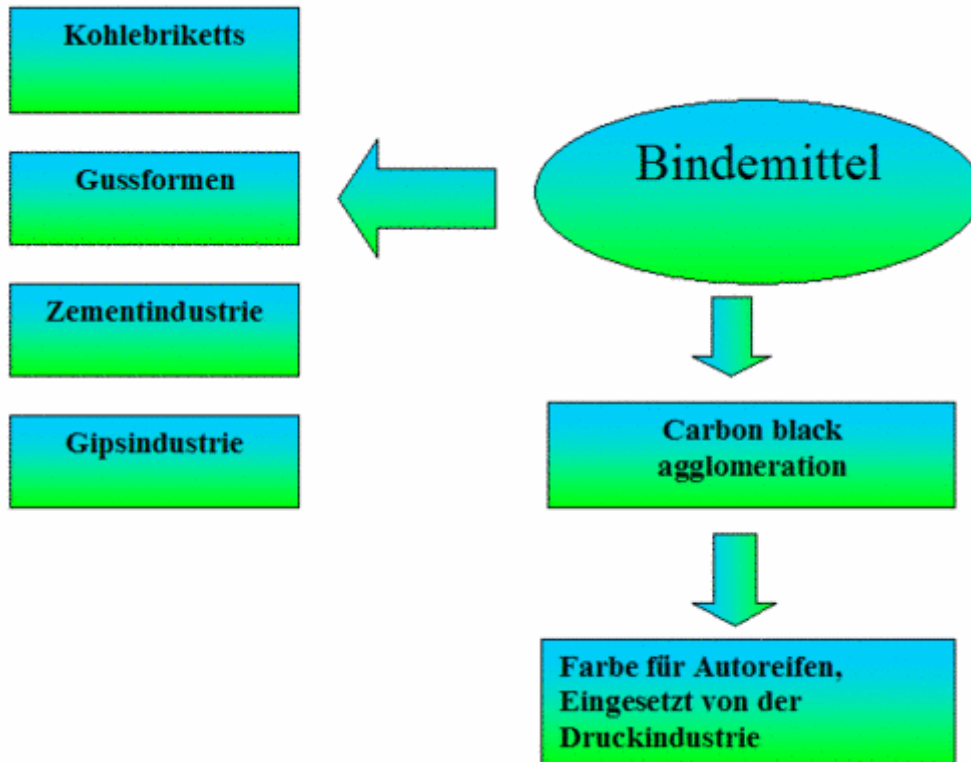 Kohlebriketts
Gussformen
Zementindustrie
Gipsindustrie
Bindemittel
Carbon black
agglomeration
Farbe für Autoreifen,
Eingesetzt von der
Druckindustrie